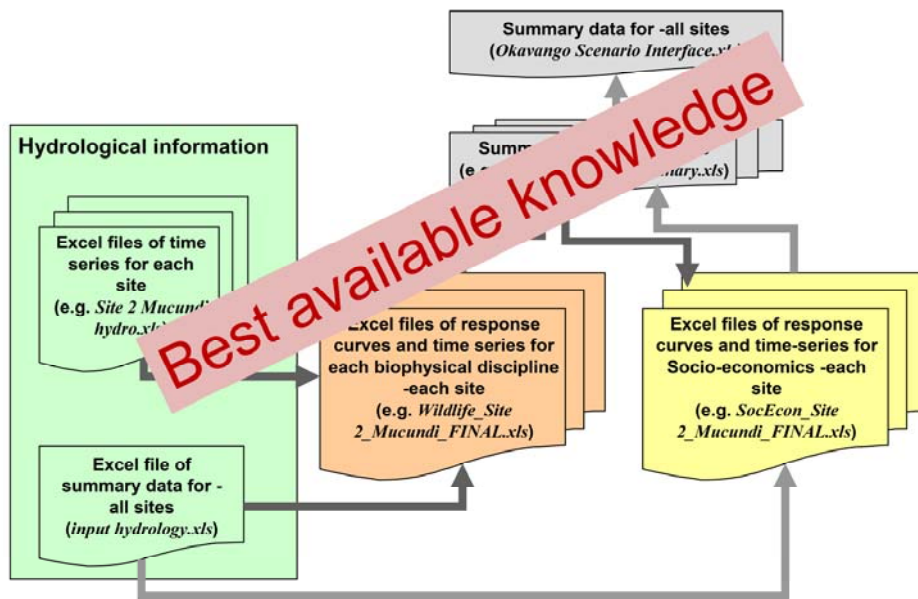 Summary data for -all sites
(Okavango Scenario Interface.xl
Hydrological information
Summ
(e.g
mary.xls)
Best available knowledge
Excel files of time
series for each
site
(e.g. Site 2 Mucundi
hydro.xls)
Excel files of response
curves and time series for
each biophysical discipline
-each site
(e.g. Wildlife_Site
2_Mucundi_FINAL.xls)
Excel files of response
curves and time-series for
Socio-economics -each
site
(e.g. SocEcon_Site
2_Mucundi_FINAL.xls)
Excel file of
summary data for -
all sites
(input hydrology.xls)